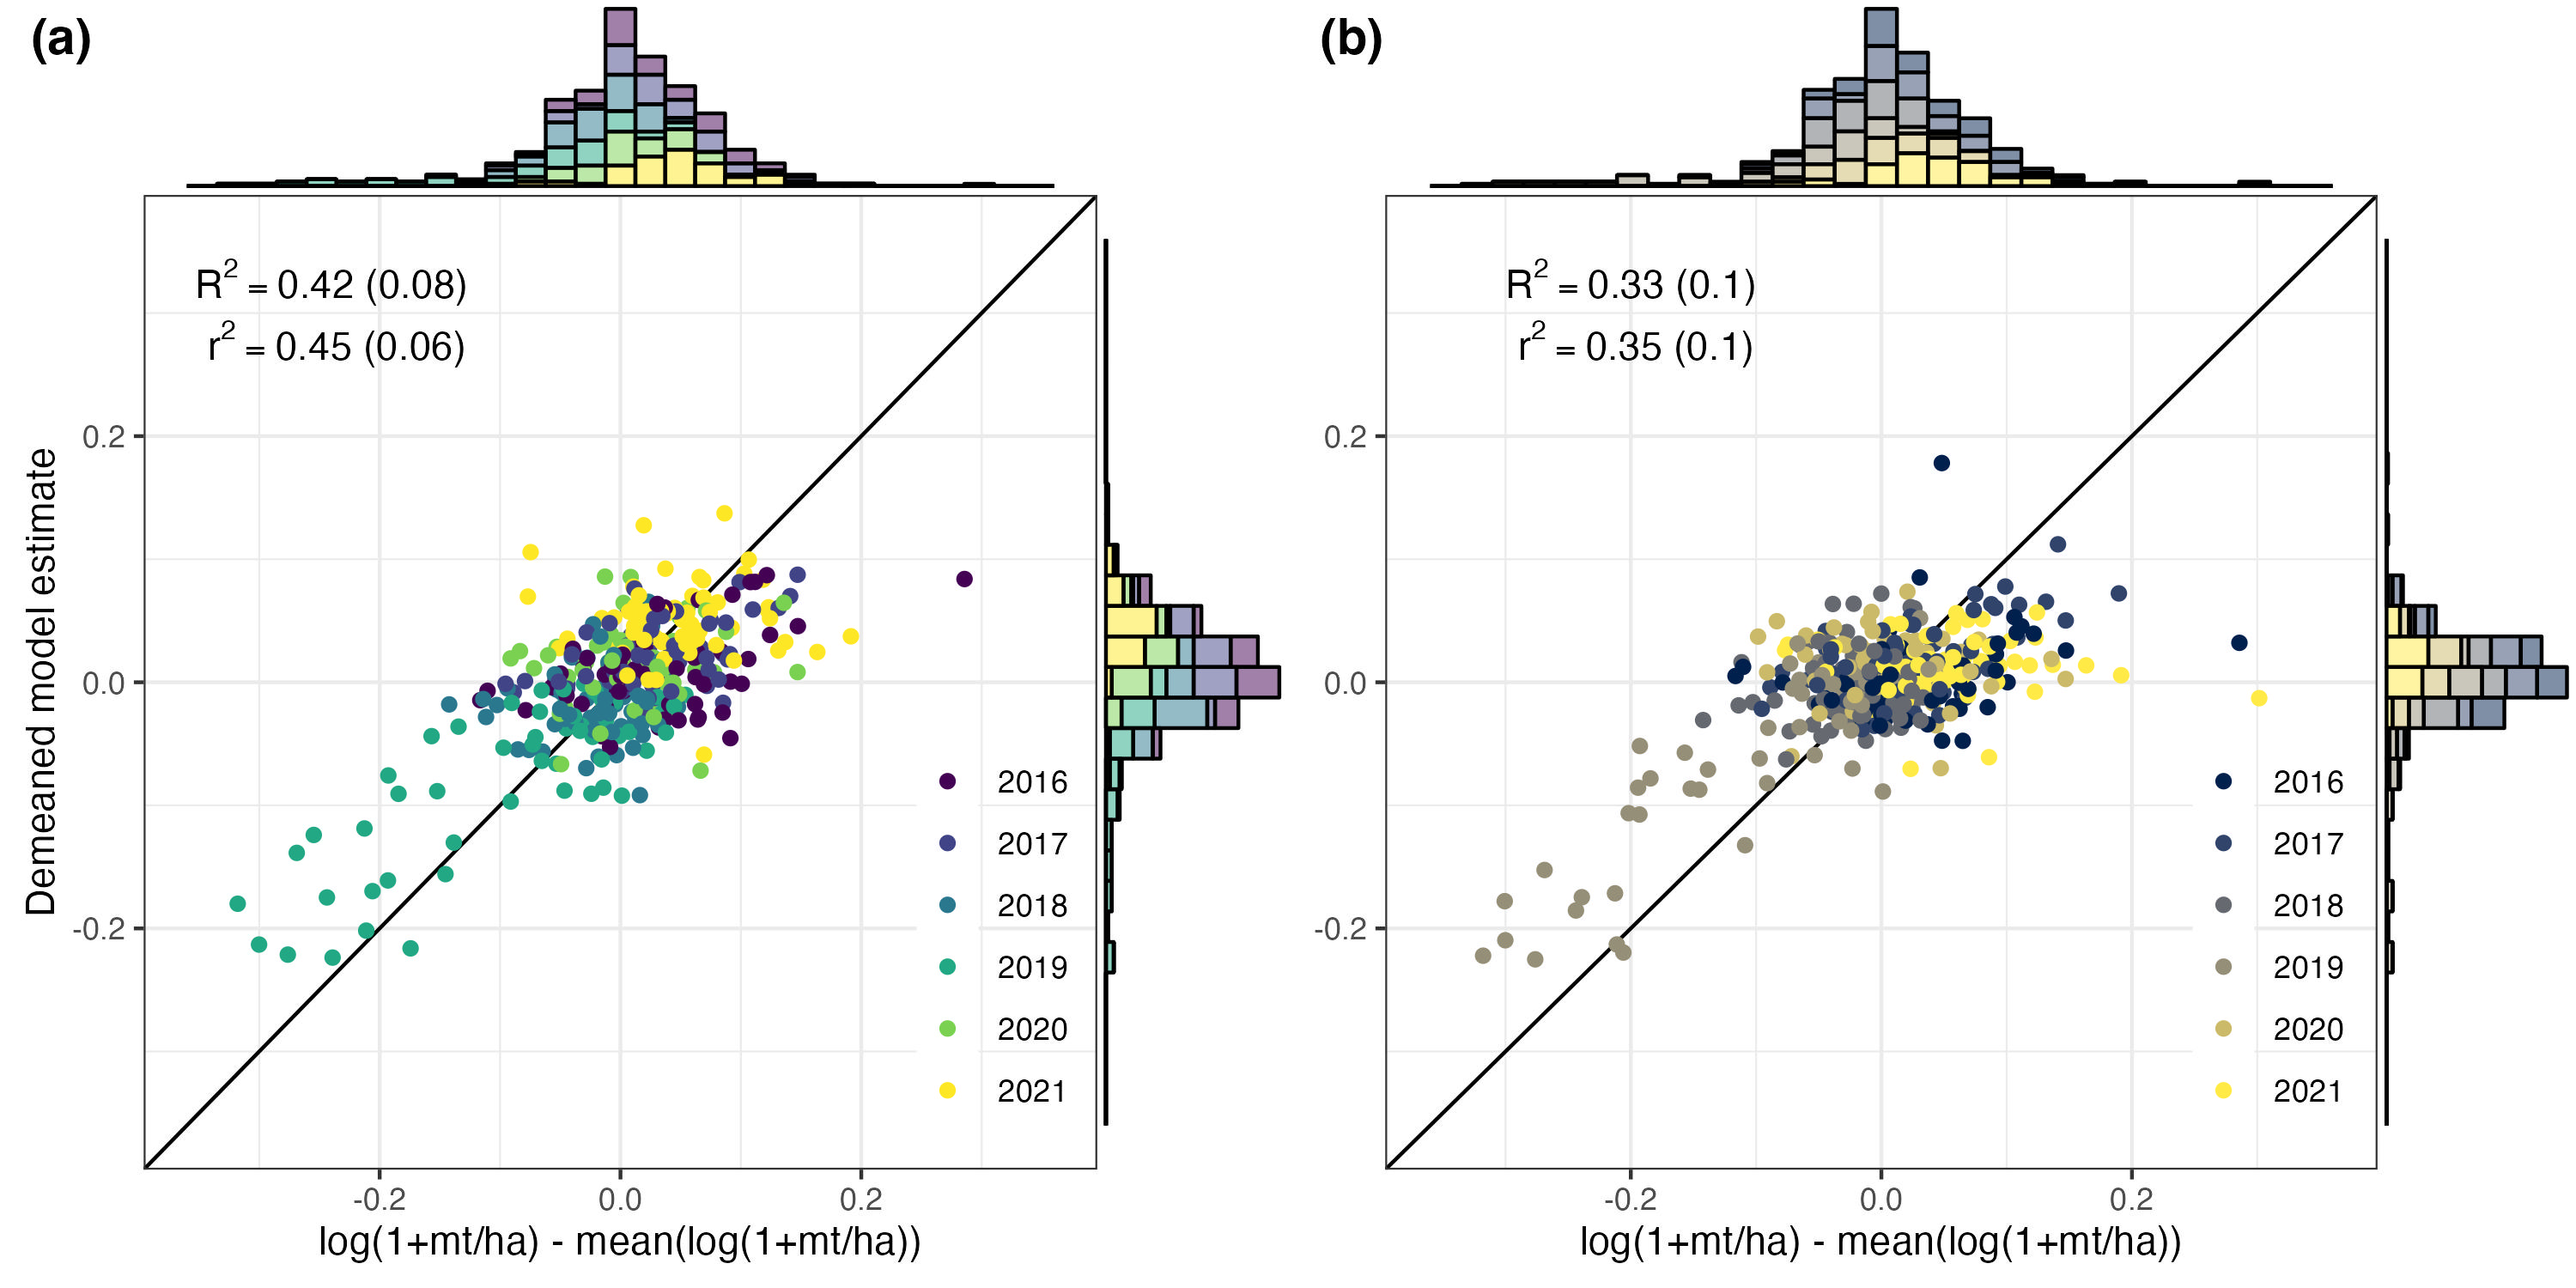 (a)
R² = 0.42 (0.08)
r² = 0.45 (0.06)
Demeaned model estimate
0.2
0.0
-0.2
2016
2017
2018
2019
2020
2021
-0.2 0.0 0.2
log(1+mt/ha) - mean(log(1+mt/ha))
(b)
R² = 0.33 (0.1)
r² = 0.35 (0.1)
0.2
0.0
-0.2
2016
2017
2018
2019
2020
2021
-0.2 0.0 0.2
log(1+mt/ha) - mean(log(1+mt/ha))